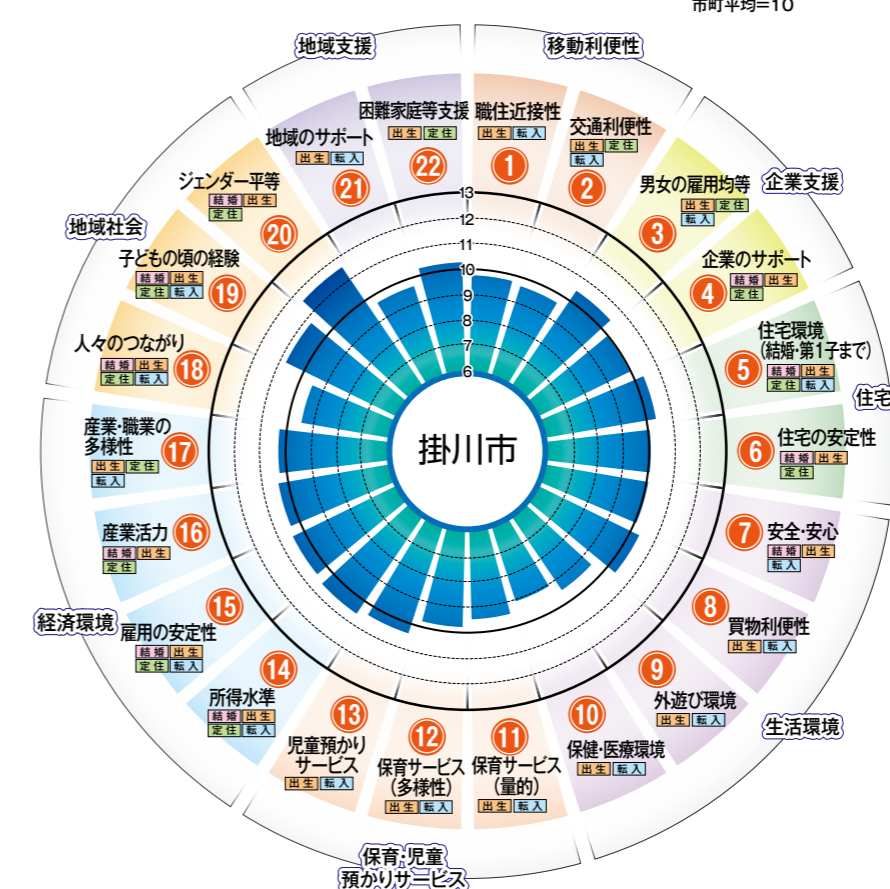 市町平均=10
地域支援
移動利便性
企業支援
住宅
生活環境
保育・児童
預かりサービス
経済環境
地域社会
職住近接性
出生 転入
1
交通利便性
出生 定住
転入
2
男女の雇用均等
出生 定住
転入
3
企業のサポート
結婚 出生
定住
4
住宅環境
(結婚・第1子まで)
結婚 出生
定住 転入
5
住宅の安定性
結婚 出生
定住
6
安全・安心
結婚 出生
転入
7
買物利便性
出生 転入
8
外遊び環境
出生 転入
9
保健・医療環境
出生 転入
10
保育サービス
(量的)
出生 転入
11
保育サービス
(多様性)
出生 転入
12
児童預かり
サービス
出生 転入
13
所得水準
結婚 出生
定住 転入
14
雇用の安定性
結婚 出生
定住 転入
15
産業活力
結婚 出生
定住
16
産業・職業の
多様性
出生 定住
転入
17
人々のつながり
結婚 出生
定住 転入
18
子どもの頃の経験
結婚 出生
定住 転入
19
ジェンダー平等
結婚 出生
定住
20
地域のサポート
出生 転入
21
困難家庭等支援
出生 定住
22
13
12
11
10
9
8
7
6
掛川市